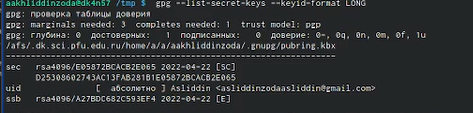 aakhliddinzoda@dk4n57 /tmp $ gpg --list-secret-keys --keyid-format LONG
gpg: проверка таблицы доверия
gpg: marginals needed: 3  completes needed: 1  trust model: pgp
gpg: глубина: 0  достоверных:   1  подписанных:   0  доверие: 0-, 0q, 0n, 0m, 0f, 1u
/afs/.dk.sci.pfu.edu.ru/home/a/a/aakhliddinzoda/.gnupg/pubring.kbx
------------------------------------------------------------------
sec   rsa4096/E05872BCACB2E065 2022-04-22 [SC]
      D25308602743AC13FAB281B1E05872BCACB2E065
uid         [  абсолютно ] Asliddin <asliddinzodaasliddin@gmail.com>
ssb   rsa4096/A27BDC682C593EF4 2022-04-22 [E]